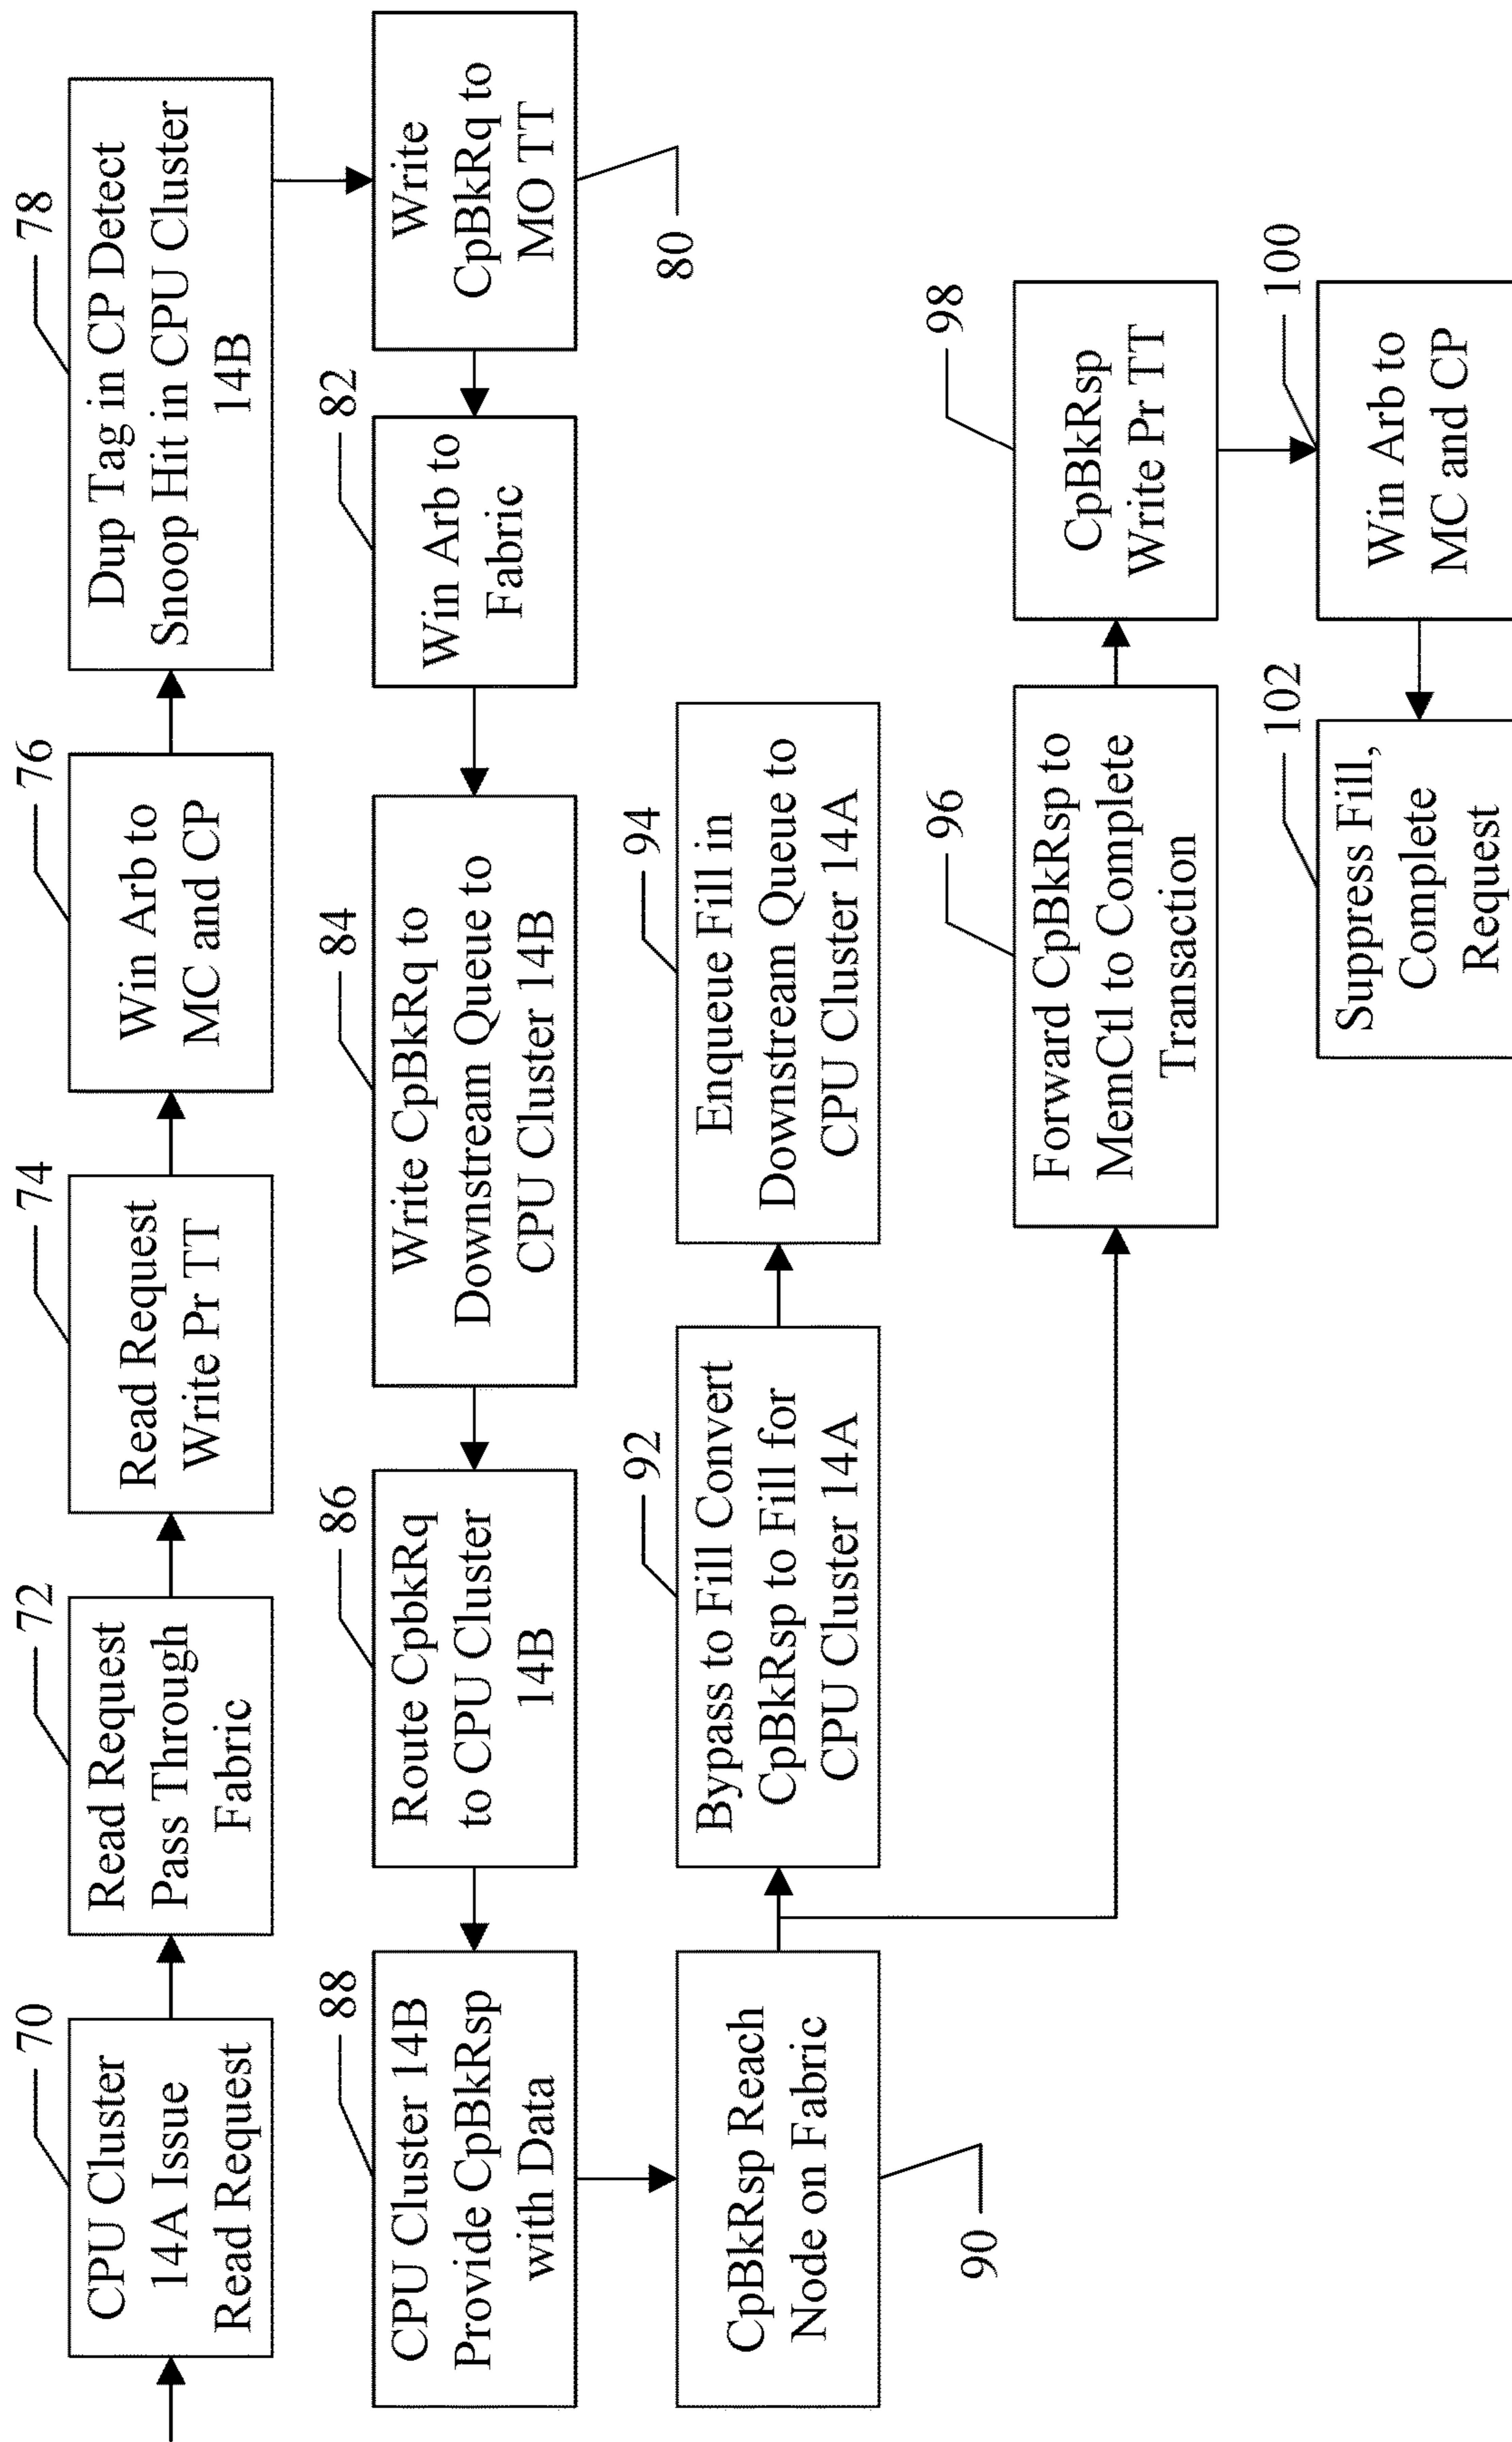 70
CPU Cluster
14A Issue
Read Request
72
Read Request
Pass Through
Fabric
74
Read Request
Write Pr TT
76
Win Arb to
MC and CP
78
Dup Tag in CP Detect
Snoop Hit in CPU Cluster
14B
Write
CpBkRq to
MO TT
80
82
Win Arb to
Fabric
84
Write CpBkRq to
Downstream Queue to
CPU Cluster 14B
86
Route CpbkRq
to CPU Cluster
14B
88
CPU Cluster 14B
Provide CpBkRsp
with Data
CpBkRsp Reach
Node on Fabric
90
92
Bypass to Fill Convert
CpBkRsp to Fill for
CPU Cluster 14A
94
Enqueue Fill in
Downstream Queue to
CPU Cluster 14A
96
Forward CpBkRsp to
MemCtl to Complete
Transaction
98
CpBkRsp
Write Pr TT
100
Win Arb to
MC and CP
102
Suppress Fill,
Complete
Request